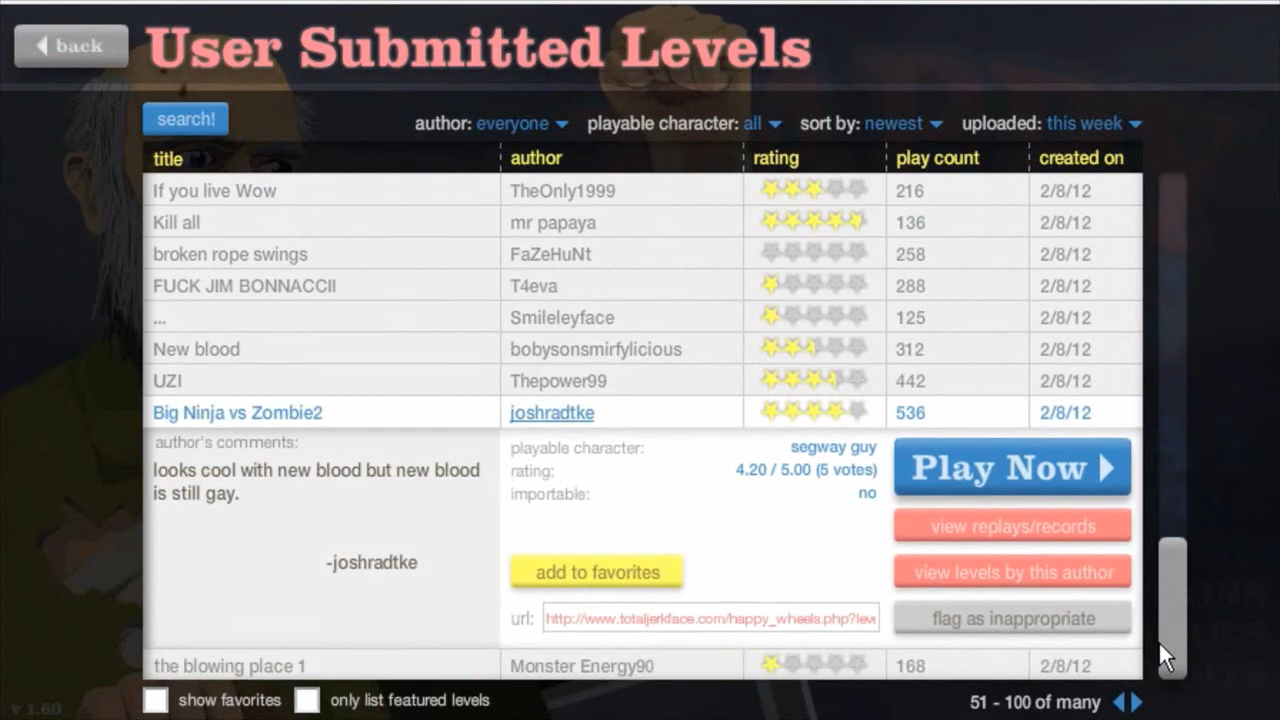 back
User Submitted Levels
search!
author: everyone playable character: all sort by: newest uploaded: this week
title author rating play count created on
If you live Wow TheOnly1999 216 2/8/12
Kill all mr papaya 136 2/8/12
broken rope swings FaZeHuNt 258 2/8/12
FUCK JIM BONNACCII T4eva 288 2/8/12
... Smileleyface 125 2/8/12
New blood bobysonsmirfylicious 312 2/8/12
UZI Thepower99 442 2/8/12
Big Ninja vs Zombie2 joshradtke 536 2/8/12
author's comments:
looks cool with new blood but new blood
is still gay.
-joshradtke
playable character: segway guy
rating: 4.20 / 5.00 (5 votes)
importable: no
add to favorites
url: http://www.totaljerkface.com/happy_wheels.php?lev
Play Now
view replays/records
view levels by this author
flag as inappropriate
the blowing place 1 Monster Energy90 168 2/8/12
show favorites only list featured levels 51 - 100 of many
v 1.60